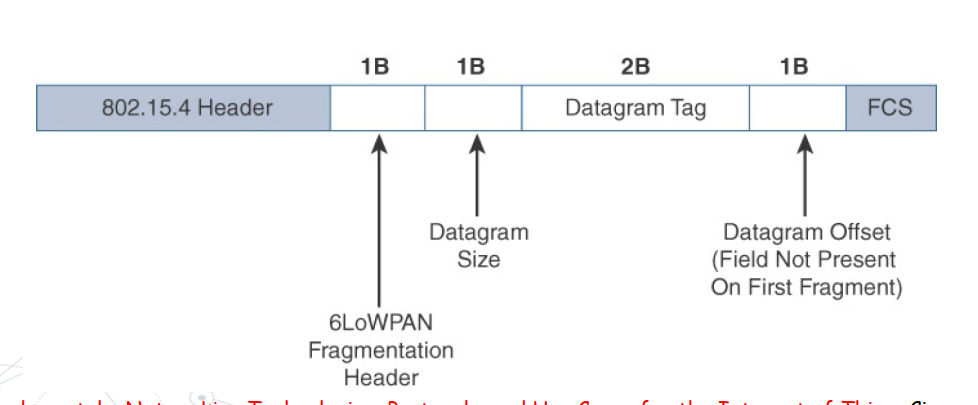 1B 1B 2B 1B
802.15.4 Header Datagram Tag FCS
Datagram
Size
Datagram Offset
(Field Not Present
On First Fragment)
6LoWPAN
Fragmentation
Header